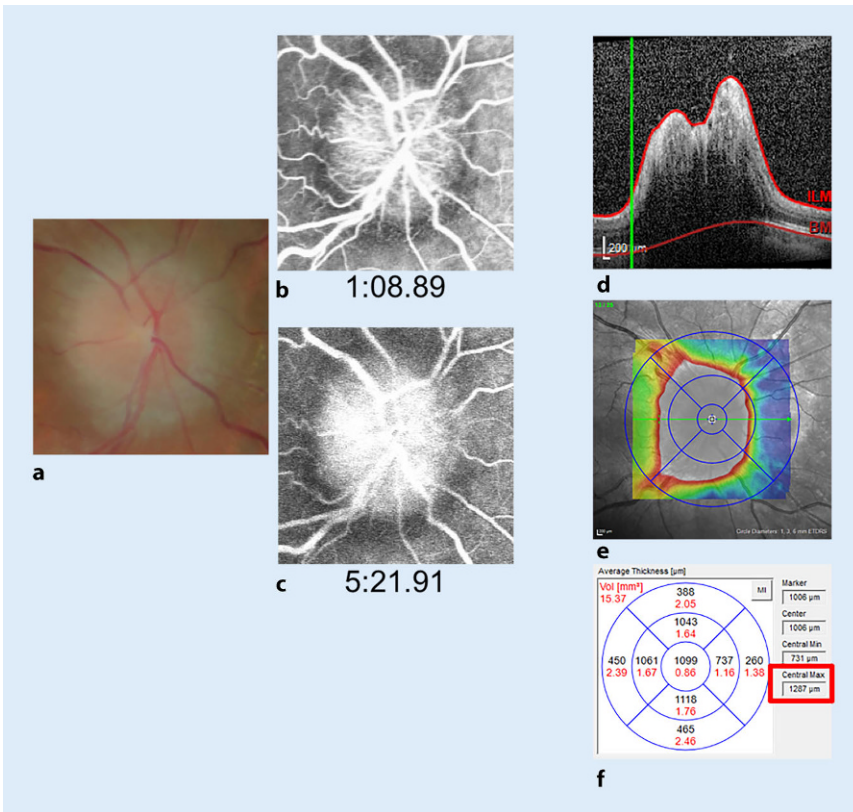 a
b 1:08.89
c 5:21.91
ILM
BM
200 µm
d
Circle Diameters: 1, 3, 6 mm ETDRS
e
Average Thickness [µm]
Vol [mm³]
15.37
388
2.05
MI
1043
1.64
450 1061 1099 737 260
2.39 1.67 0.86 1.16 1.38
1118
1.76
465
2.46
Marker
1006 µm
Center
1006 µm
Central Min
731 µm
Central Max
1287 µm
f